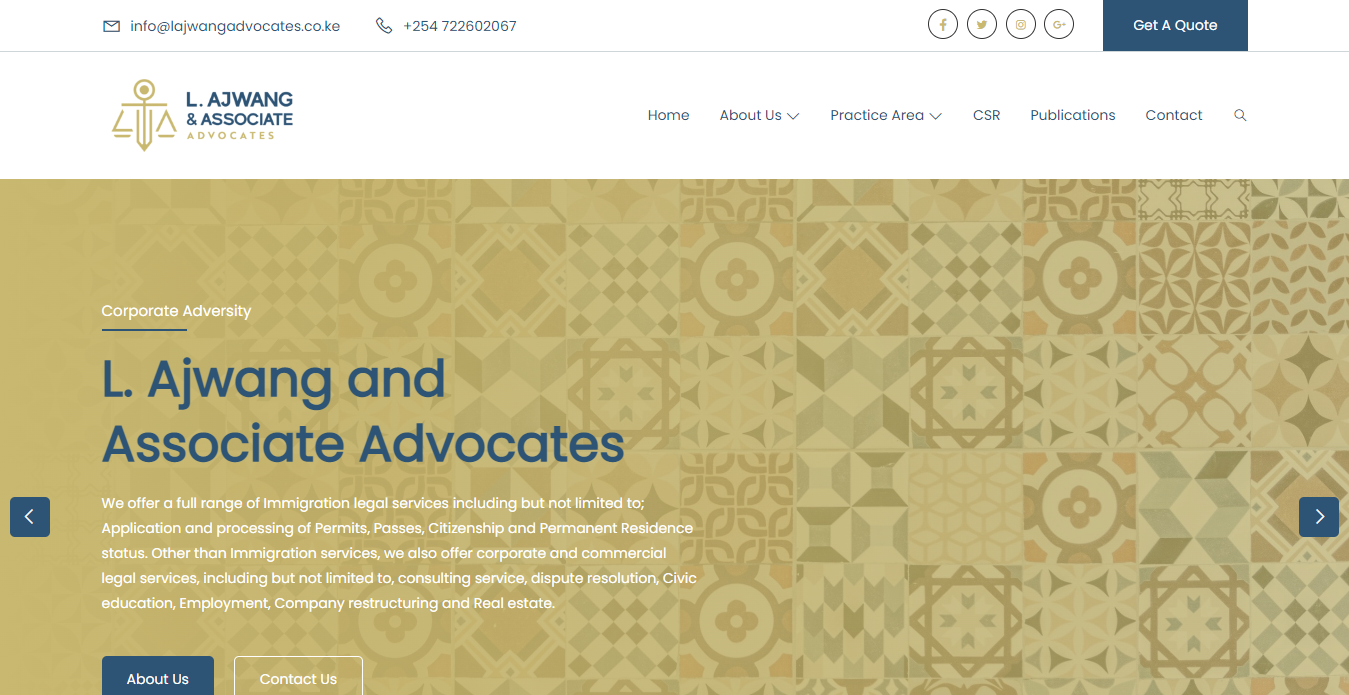 info@lajwangadvocates.co.ke
+254 722602067
Get A Quote
L. AJWANG
& ASSOCIATE
ADVOCATES
Home
About Us
Practice Area
CSR
Publications
Contact
Corporate Adversity
L. Ajwang and
Associate Advocates
We offer a full range of Immigration legal services including but not limited to;
Application and processing of Permits, Passes, Citizenship and Permanent Residence
status. Other than Immigration services, we also offer corporate and commercial
legal services, including but not limited to, consulting service, dispute resolution, Civic
education, Employment, Company restructuring and Real estate.
About Us
Contact Us